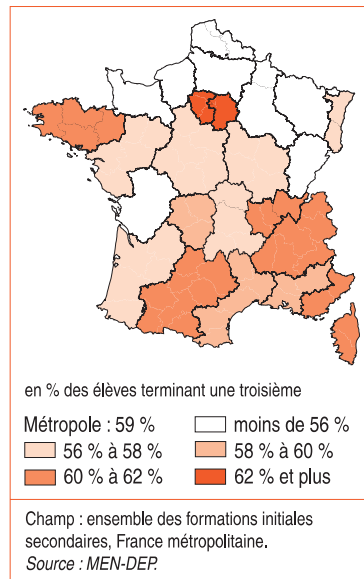 en % des élèves terminant une troisième
Métropole : 59 %
moins de 56 %
56 % à 58 %
58 % à 60 %
60 % à 62 %
62 % et plus
Champ : ensemble des formations initiales
secondaires, France métropolitaine.
Source : MEN-DEP.